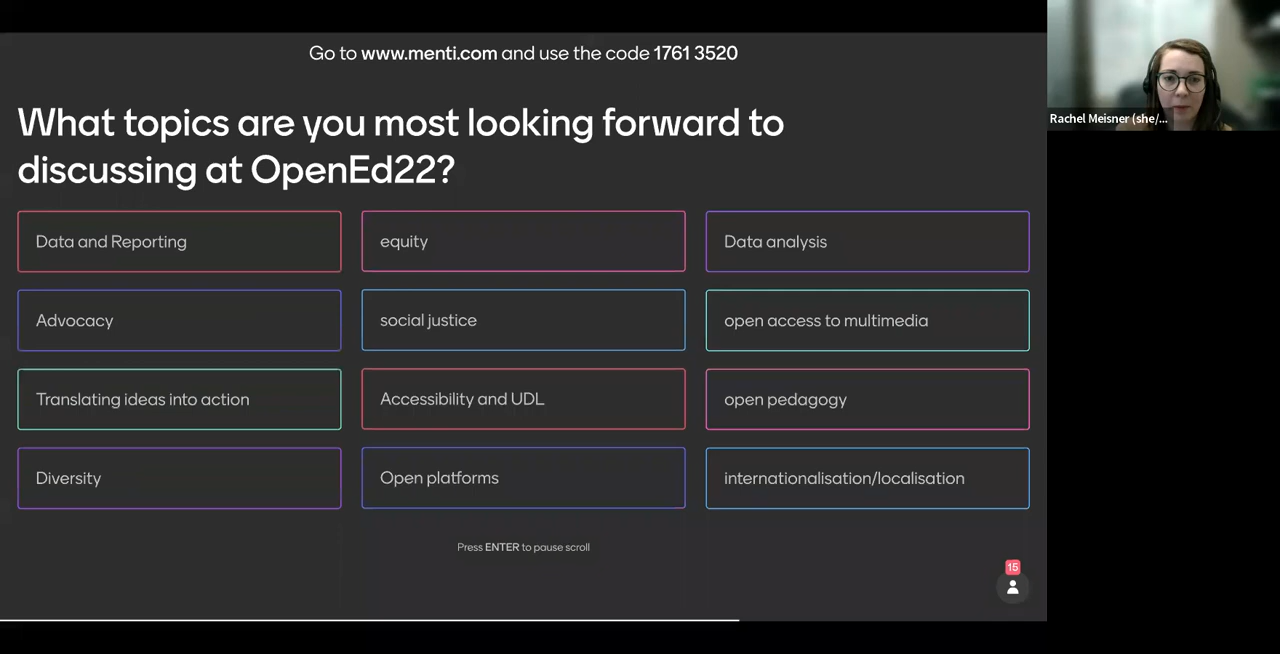 Go to www.menti.com and use the code 1761 3520
What topics are you most looking forward to
discussing at OpenEd22?
Data and Reporting
equity
Data analysis
Advocacy
social justice
open access to multimedia
Translating ideas into action
Accessibility and UDL
open pedagogy
Diversity
Open platforms
internationalisation/localisation
Press ENTER to pause scroll
15
Rachel Meisner (she/...